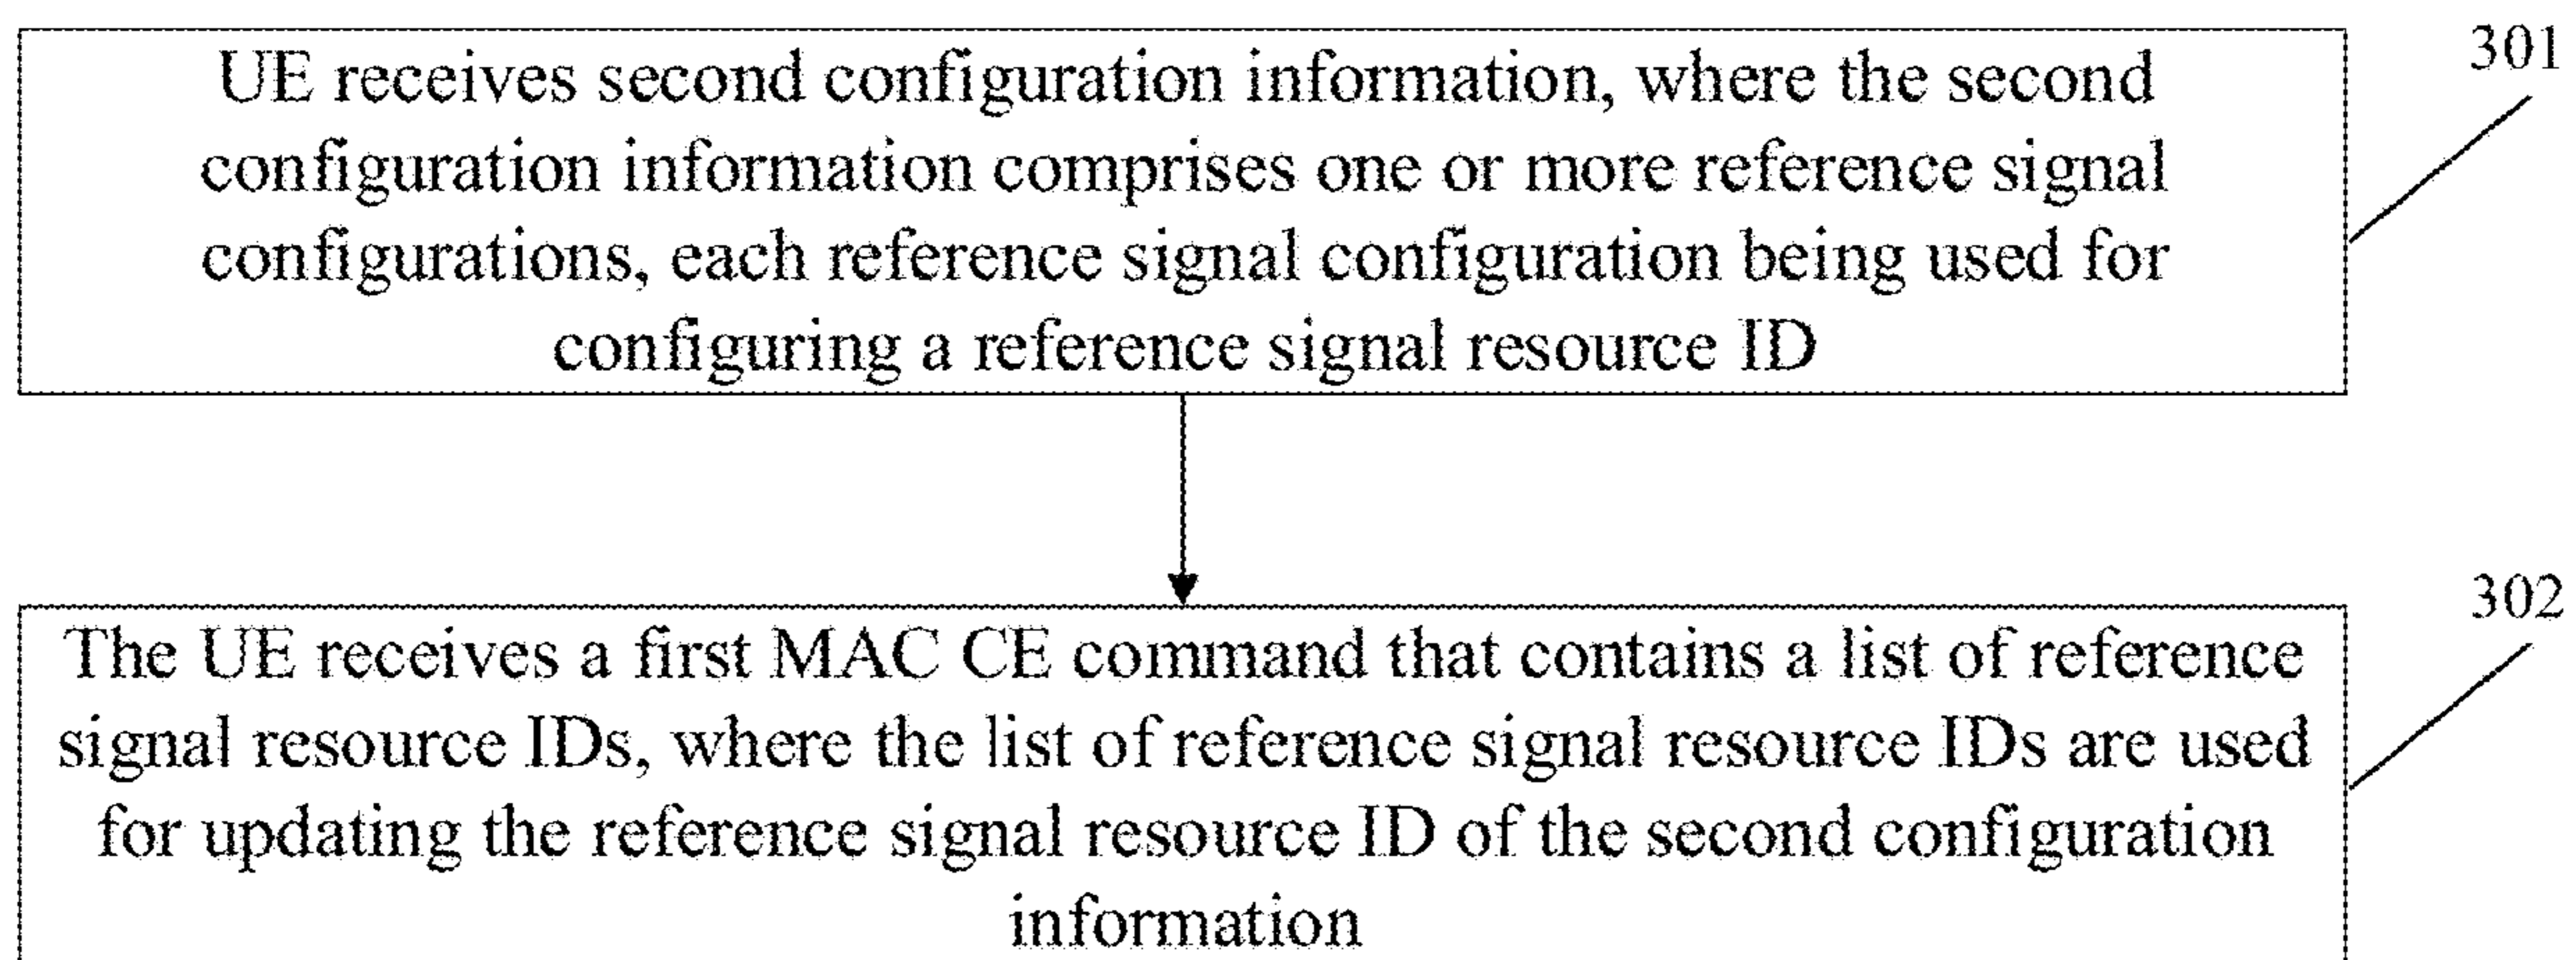 UE receives second configuration information, where the second
configuration information comprises one or more reference signal
configurations, each reference signal configuration being used for
configuring a reference signal resource ID
301
The UE receives a first MAC CE command that contains a list of reference
signal resource IDs, where the list of reference signal resource IDs are used
for updating the reference signal resource ID of the second configuration
information
302